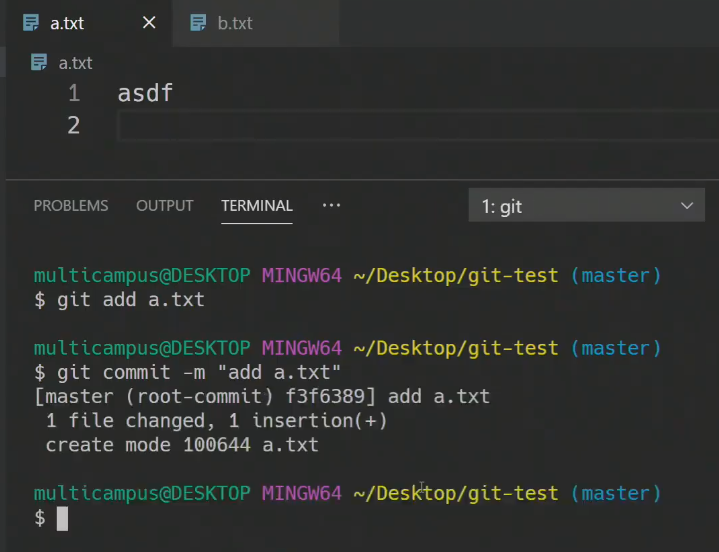 a.txt × b.txt
a.txt
1 asdf
2
PROBLEMS OUTPUT TERMINAL ··· 1: git
multicampus@DESKTOP MINGW64 ~/Desktop/git-test (master)
$ git add a.txt
multicampus@DESKTOP MINGW64 ~/Desktop/git-test (master)
$ git commit -m "add a.txt"
[master (root-commit) f3f6389] add a.txt
 1 file changed, 1 insertion(+)
 create mode 100644 a.txt
multicampus@DESKTOP MINGW64 ~/Desktop/git-test (master)
$